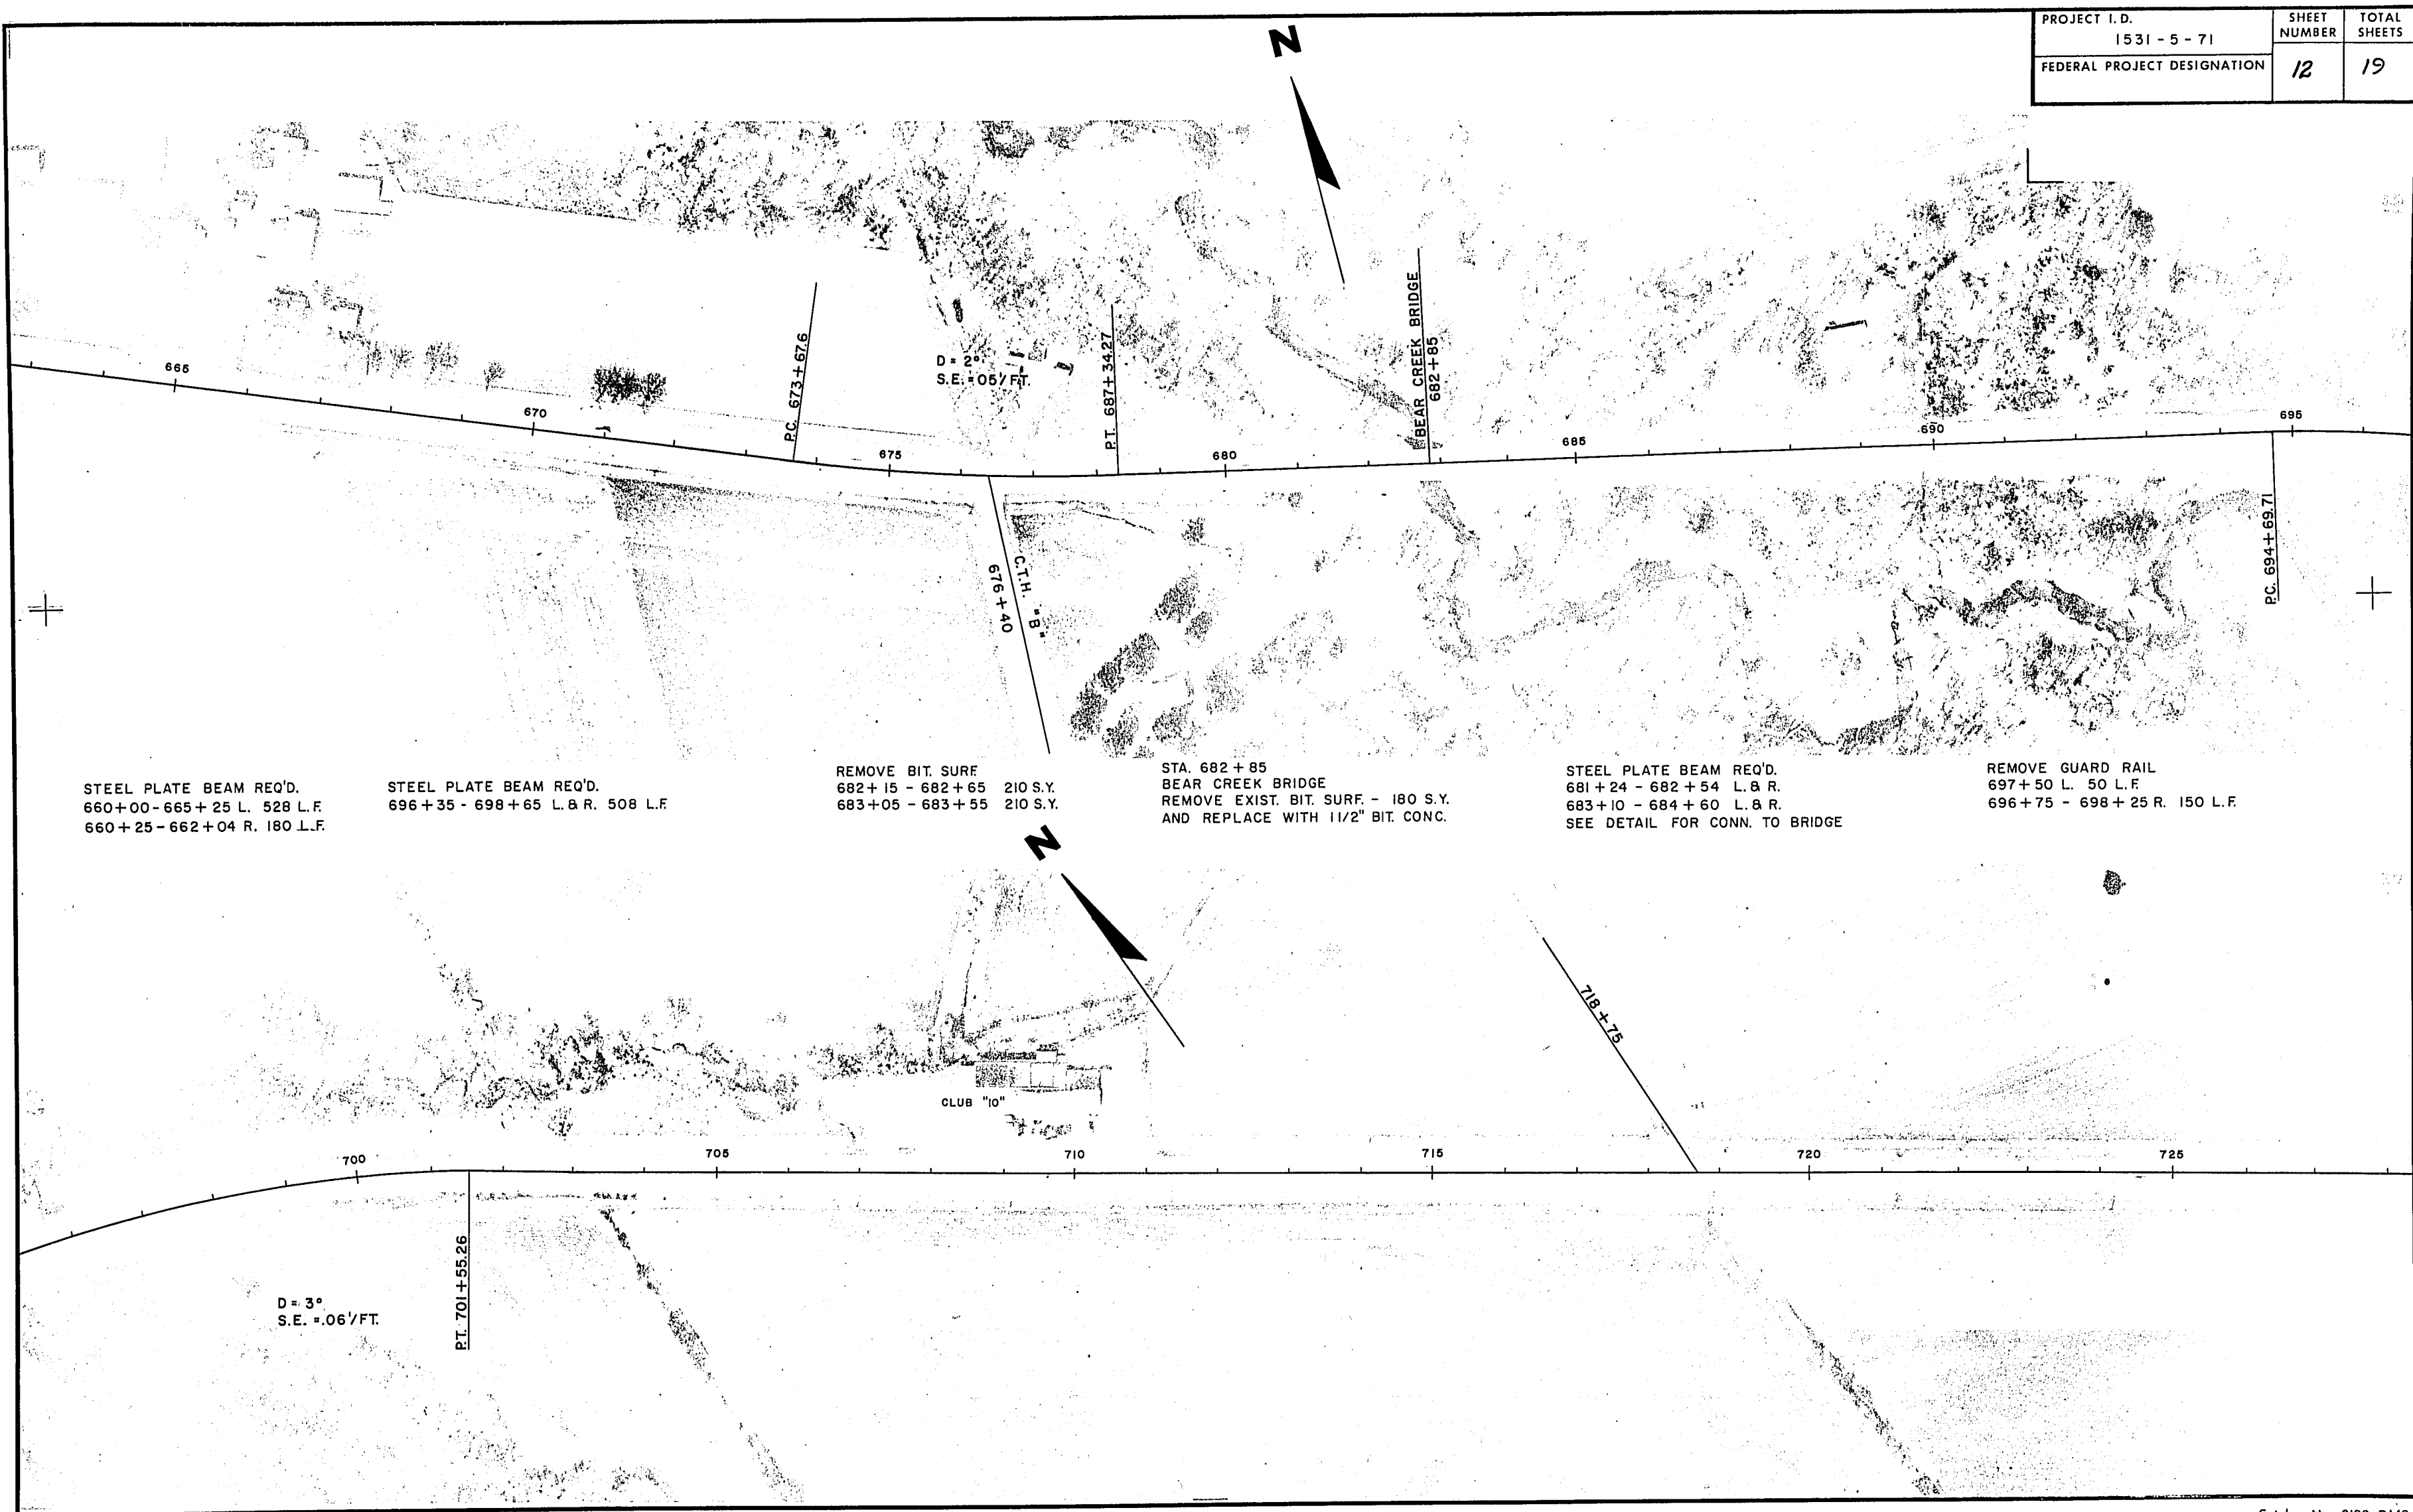 PROJECT I. D.
1531 - 5 - 71
SHEET NUMBER
TOTAL SHEETS
FEDERAL PROJECT DESIGNATION
12
19
N
665
670
P.C. 673+67.6
675
D = 2°
S.E. = .05'/FT.
P.T. 687+34.27
680
BEAR CREEK BRIDGE
682+85
685
690
695
P.C. 694+69.71
C.T.H. "B"
676+40
STEEL PLATE BEAM REQ'D.
660+00-665+25 L. 528 L.F.
660+25-662+04 R. 180 L.F.
STEEL PLATE BEAM REQ'D.
696+35 - 698+65 L. & R. 508 L.F.
REMOVE BIT. SURF.
682+15 - 682+65 210 S.Y.
683+05 - 683+55 210 S.Y.
STA. 682+85
BEAR CREEK BRIDGE
REMOVE EXIST. BIT. SURF. - 180 S.Y.
AND REPLACE WITH 1 1/2" BIT. CONC.
STEEL PLATE BEAM REQ'D.
681+24 - 682+54 L. & R.
683+10 - 684+60 L. & R.
SEE DETAIL FOR CONN. TO BRIDGE
REMOVE GUARD RAIL
697+50 L. 50 L.F.
696+75 - 698+25 R. 150 L.F.
N
718+75
CLUB "10"
700
705
710
715
720
725
P.T. 701+55.26
D = 3°
S.E. = .06'/FT.